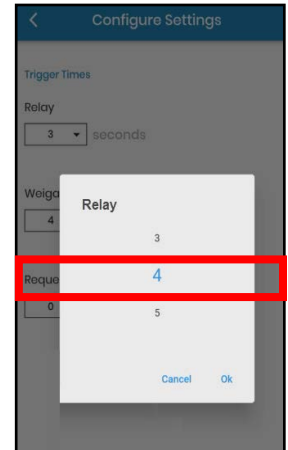 Configure Settings
Trigger Times
Relay
3 seconds
Weiga
4
Relay
3
4
5
Reque
0
Cancel Ok